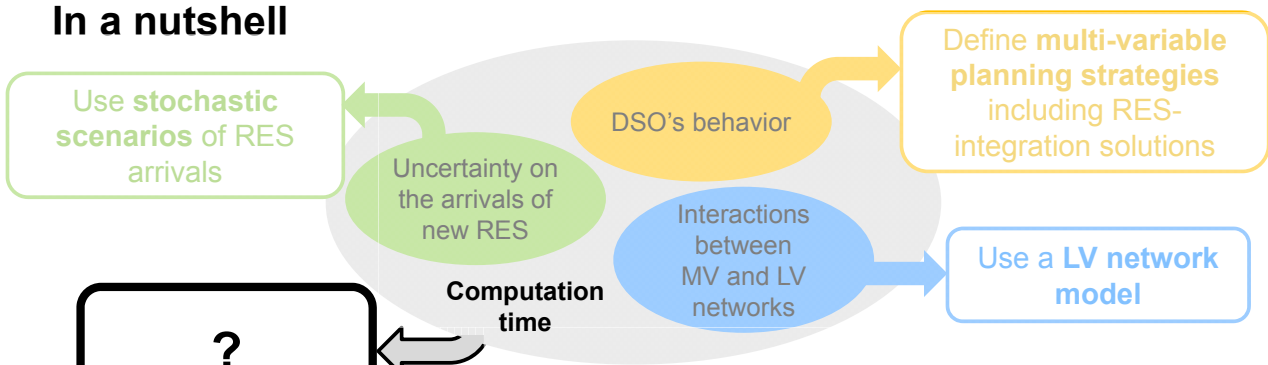 In a nutshell
Use stochastic
scenarios of RES
arrivals
Uncertainty on
the arrivals of
new RES
DSO's behavior
Define multi-variable
planning strategies
including RES-
integration solutions
Interactions
between
MV and LV
networks
Use a LV network
model
Computation
time
?